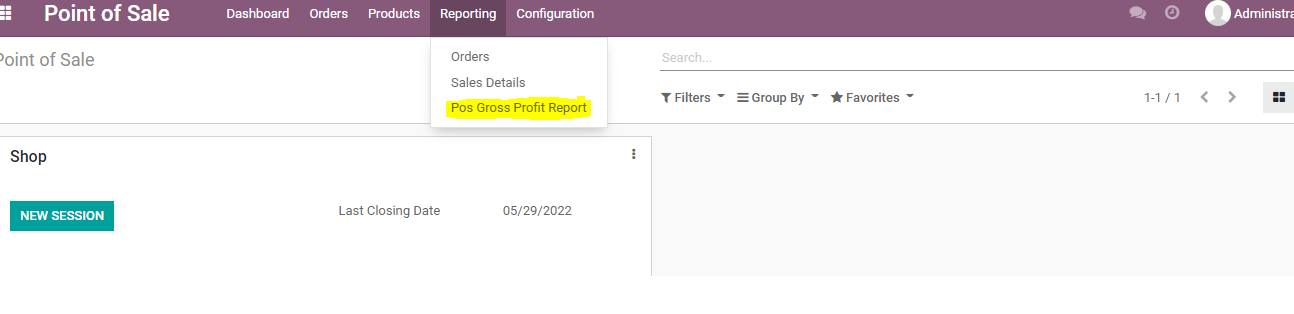 Point of Sale Dashboard Orders Products Reporting Configuration Administra
Point of Sale
Orders
Sales Details
Pos Gross Profit Report
Search...
Filters Group By Favorites 1-1 / 1
Shop
NEW SESSION Last Closing Date 05/29/2022